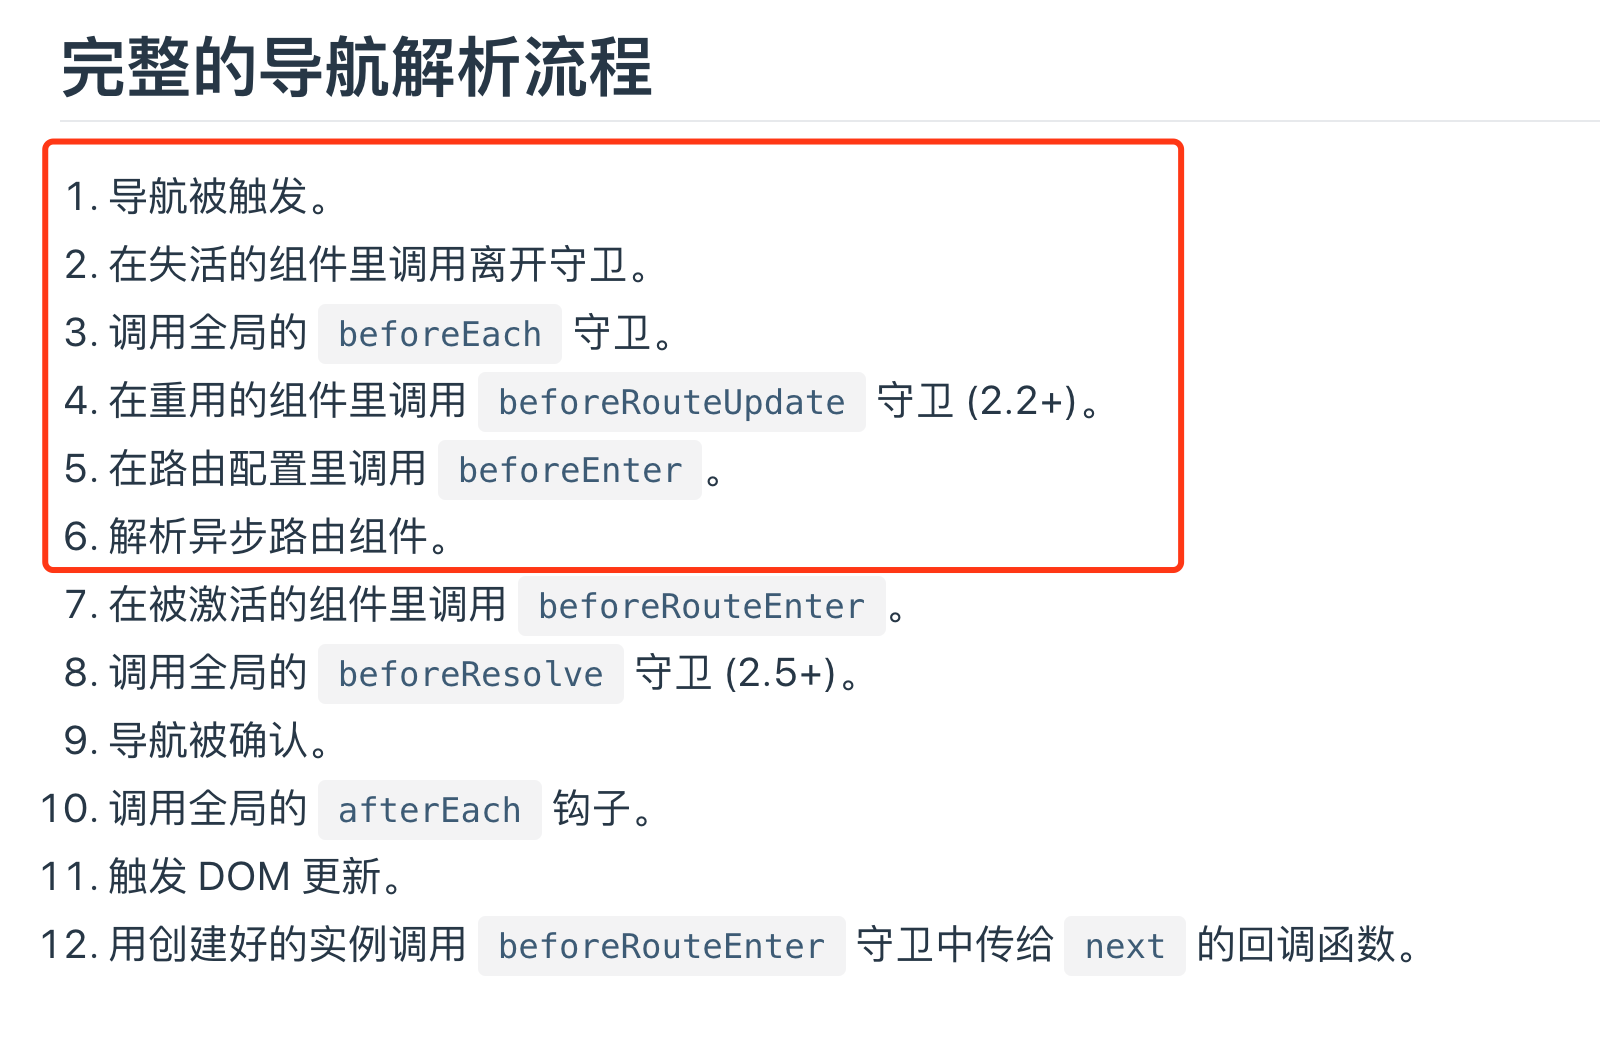 完整的导航解析流程
1. 导航被触发。
2. 在失活的组件里调用离开守卫。
3. 调用全局的 beforeEach 守卫。
4. 在重用的组件里调用 beforeRouteUpdate 守卫 (2.2+)。
5. 在路由配置里调用 beforeEnter。
6. 解析异步路由组件。
7. 在被激活的组件里调用 beforeRouteEnter。
8. 调用全局的 beforeResolve 守卫 (2.5+)。
9. 导航被确认。
10. 调用全局的 afterEach 钩子。
11. 触发 DOM 更新。
12. 用创建好的实例调用 beforeRouteEnter 守卫中传给 next 的回调函数。